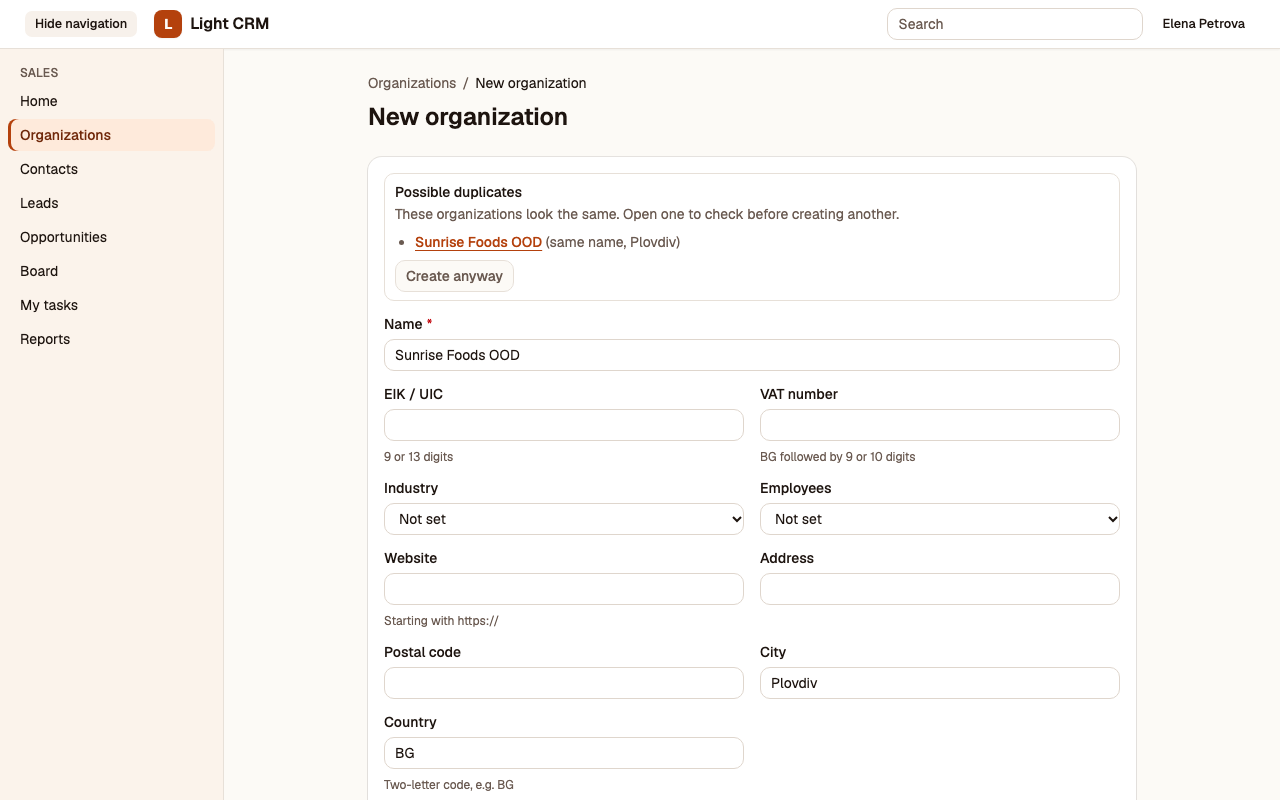 Hide navigation
L
Light CRM
Search
Elena Petrova
SALES
Home
Organizations
Contacts
Leads
Opportunities
Board
My tasks
Reports
Organizations / New organization
New organization
Possible duplicates
These organizations look the same. Open one to check before creating another.
• Sunrise Foods OOD (same name, Plovdiv)
Create anyway
Name *
Sunrise Foods OOD
EIK / UIC
VAT number
9 or 13 digits
BG followed by 9 or 10 digits
Industry
Employees
Not set
Not set
Website
Address
Starting with https://
Postal code
City
Plovdiv
Country
BG
Two-letter code, e.g. BG